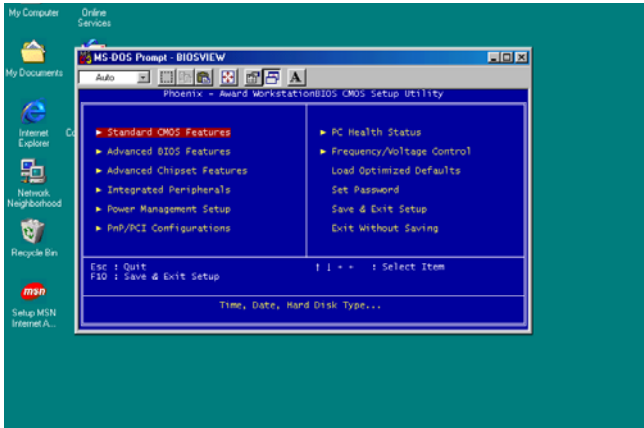 My Computer
Online Services
My Documents
Internet Explorer
Co
Network Neighborhood
Recycle Bin
msn
Setup MSN Internet A...
MS-DOS Prompt - BIOSVIEW
Auto
A
Phoenix - Award WorkstationBIOS CMOS Setup Utility
Standard CMOS Features
Advanced BIOS Features
Advanced Chipset Features
Integrated Peripherals
Power Management Setup
PnP/PCI Configurations
PC Health Status
Frequency/Voltage Control
Load Optimized Defaults
Set Password
Save & Exit Setup
Exit Without Saving
Esc : Quit
F10 : Save & Exit Setup
: Select Item
Time, Date, Hard Disk Type...